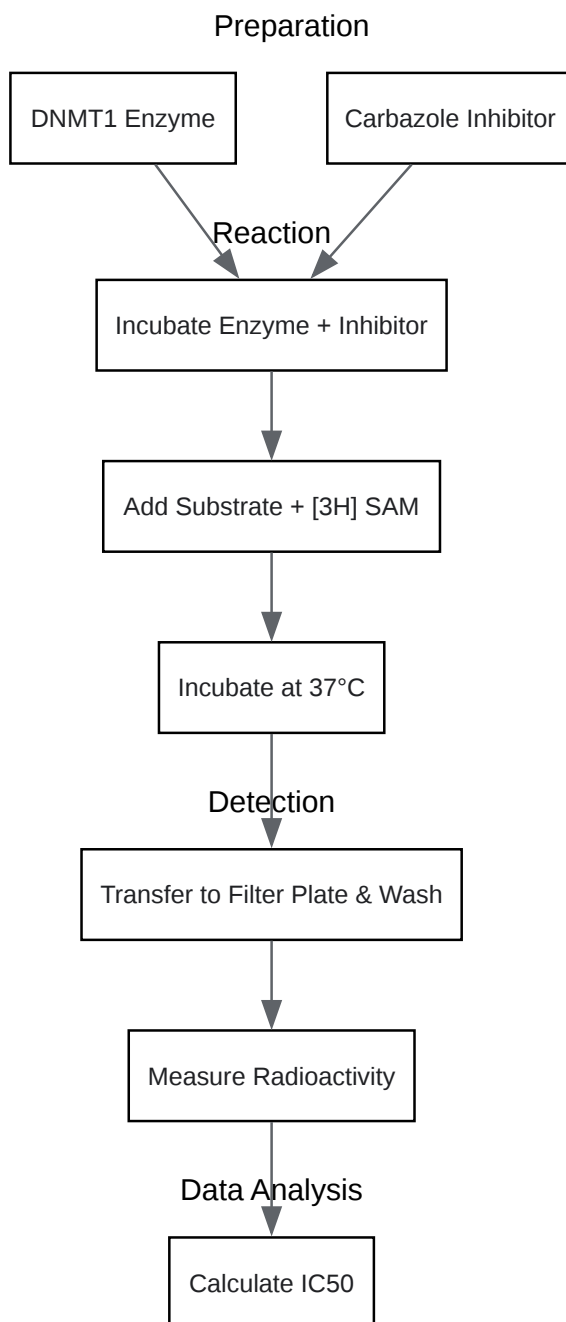 Preparation
DNMT1 Enzyme
Carbazole Inhibitor
Reaction
Incubate Enzyme + Inhibitor
Add Substrate + [3H] SAM
Incubate at 37°C
Detection
Transfer to Filter Plate & Wash
Measure Radioactivity
Data Analysis
Calculate IC50